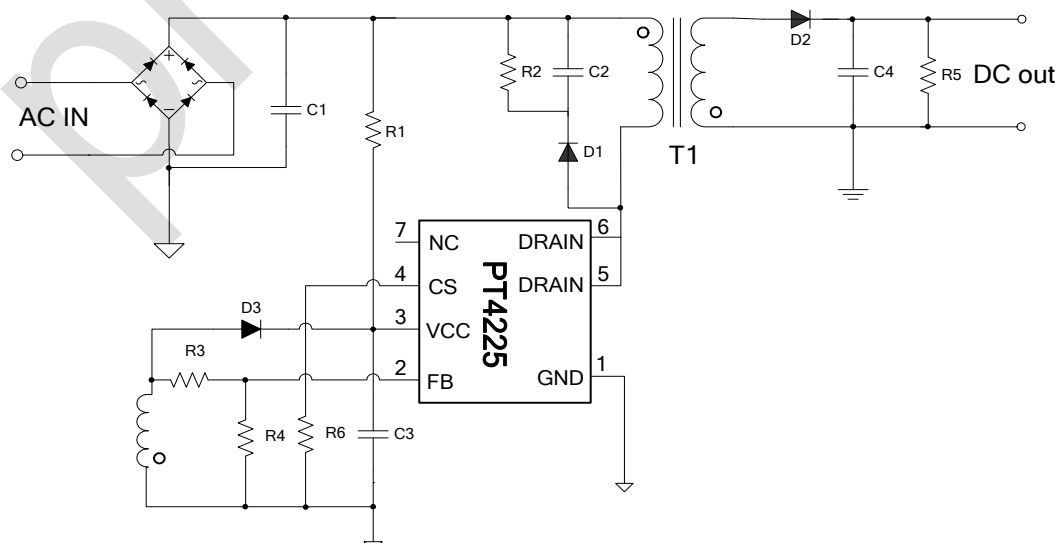 AC IN
+
−
C1
R1
R2
C2
D1
T1
D2
C4
R5
DC out
7
NC
4
CS
3
VCC
2
FB
PT4225
DRAIN
6
DRAIN
5
GND
1
D3
R3
R4
R6
C3